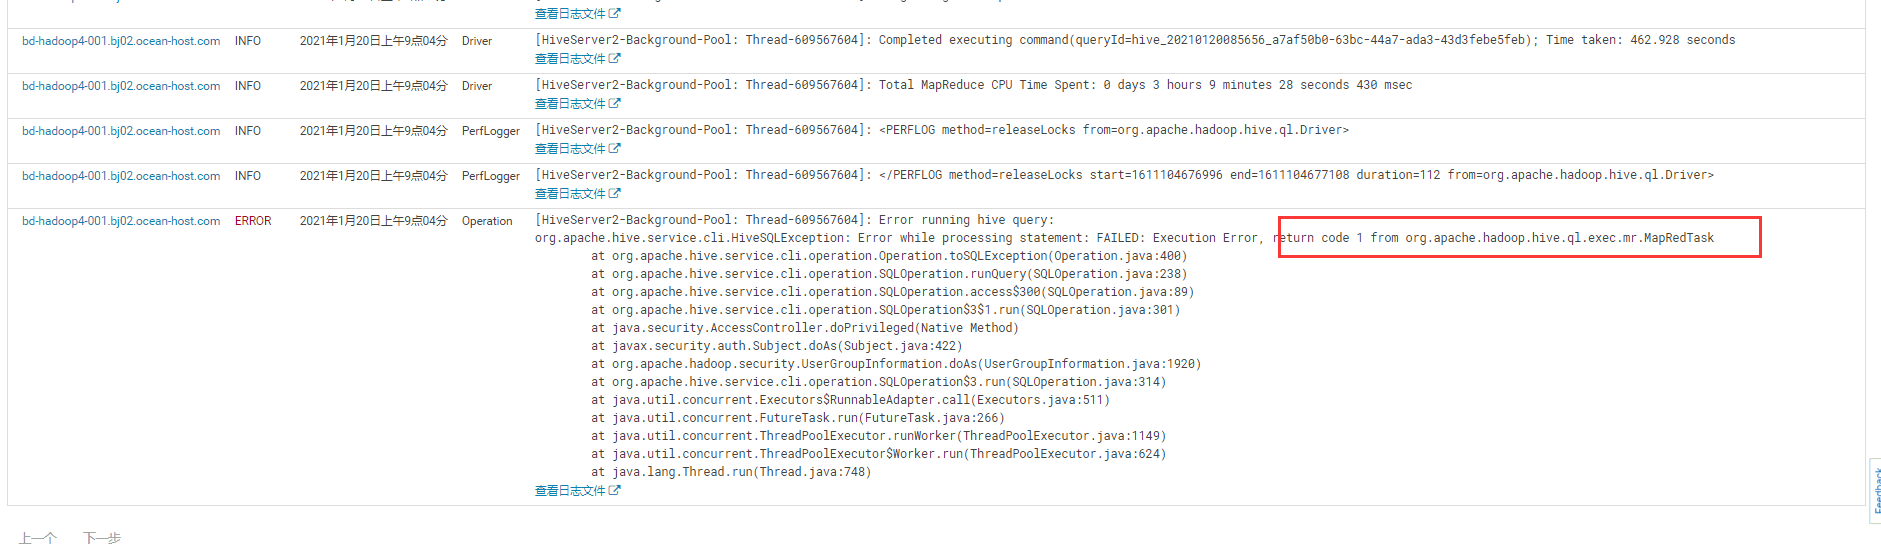 查看日志文件
bd-hadoop4-001.bj02.ocean-host.com INFO 2021年1月20日上午9点04分 Driver [HiveServer2-Background-Pool: Thread-609567604]: Completed executing command(queryId=hive_20210120085656_a7af50b0-63bc-44a7-ada3-43d3febe5feb); Time taken: 462.928 seconds
查看日志文件
bd-hadoop4-001.bj02.ocean-host.com INFO 2021年1月20日上午9点04分 Driver [HiveServer2-Background-Pool: Thread-609567604]: Total MapReduce CPU Time Spent: 0 days 3 hours 9 minutes 28 seconds 430 msec
查看日志文件
bd-hadoop4-001.bj02.ocean-host.com INFO 2021年1月20日上午9点04分 PerfLogger [HiveServer2-Background-Pool: Thread-609567604]: <PERFLOG method=releaseLocks from=org.apache.hadoop.hive.ql.Driver>
查看日志文件
bd-hadoop4-001.bj02.ocean-host.com INFO 2021年1月20日上午9点04分 PerfLogger [HiveServer2-Background-Pool: Thread-609567604]: </PERFLOG method=releaseLocks start=1611104676996 end=1611104677108 duration=112 from=org.apache.hadoop.hive.ql.Driver>
查看日志文件
bd-hadoop4-001.bj02.ocean-host.com ERROR 2021年1月20日上午9点04分 Operation [HiveServer2-Background-Pool: Thread-609567604]: Error running hive query:
org.apache.hive.service.cli.HiveSQLException: Error while processing statement: FAILED: Execution Error, return code 1 from org.apache.hadoop.hive.ql.exec.mr.MapRedTask
at org.apache.hive.service.cli.operation.Operation.toSQLException(Operation.java:400)
at org.apache.hive.service.cli.operation.SQLOperation.runQuery(SQLOperation.java:238)
at org.apache.hive.service.cli.operation.SQLOperation.access$300(SQLOperation.java:89)
at org.apache.hive.service.cli.operation.SQLOperation$3$1.run(SQLOperation.java:301)
at java.security.AccessController.doPrivileged(Native Method)
at javax.security.auth.Subject.doAs(Subject.java:422)
at org.apache.hadoop.security.UserGroupInformation.doAs(UserGroupInformation.java:1920)
at org.apache.hive.service.cli.operation.SQLOperation$3.run(SQLOperation.java:314)
at java.util.concurrent.Executors$RunnableAdapter.call(Executors.java:511)
at java.util.concurrent.FutureTask.run(FutureTask.java:266)
at java.util.concurrent.ThreadPoolExecutor.runWorker(ThreadPoolExecutor.java:1149)
at java.util.concurrent.ThreadPoolExecutor$Worker.run(ThreadPoolExecutor.java:624)
at java.lang.Thread.run(Thread.java:748)
查看日志文件
Feedback
上一个 下一步